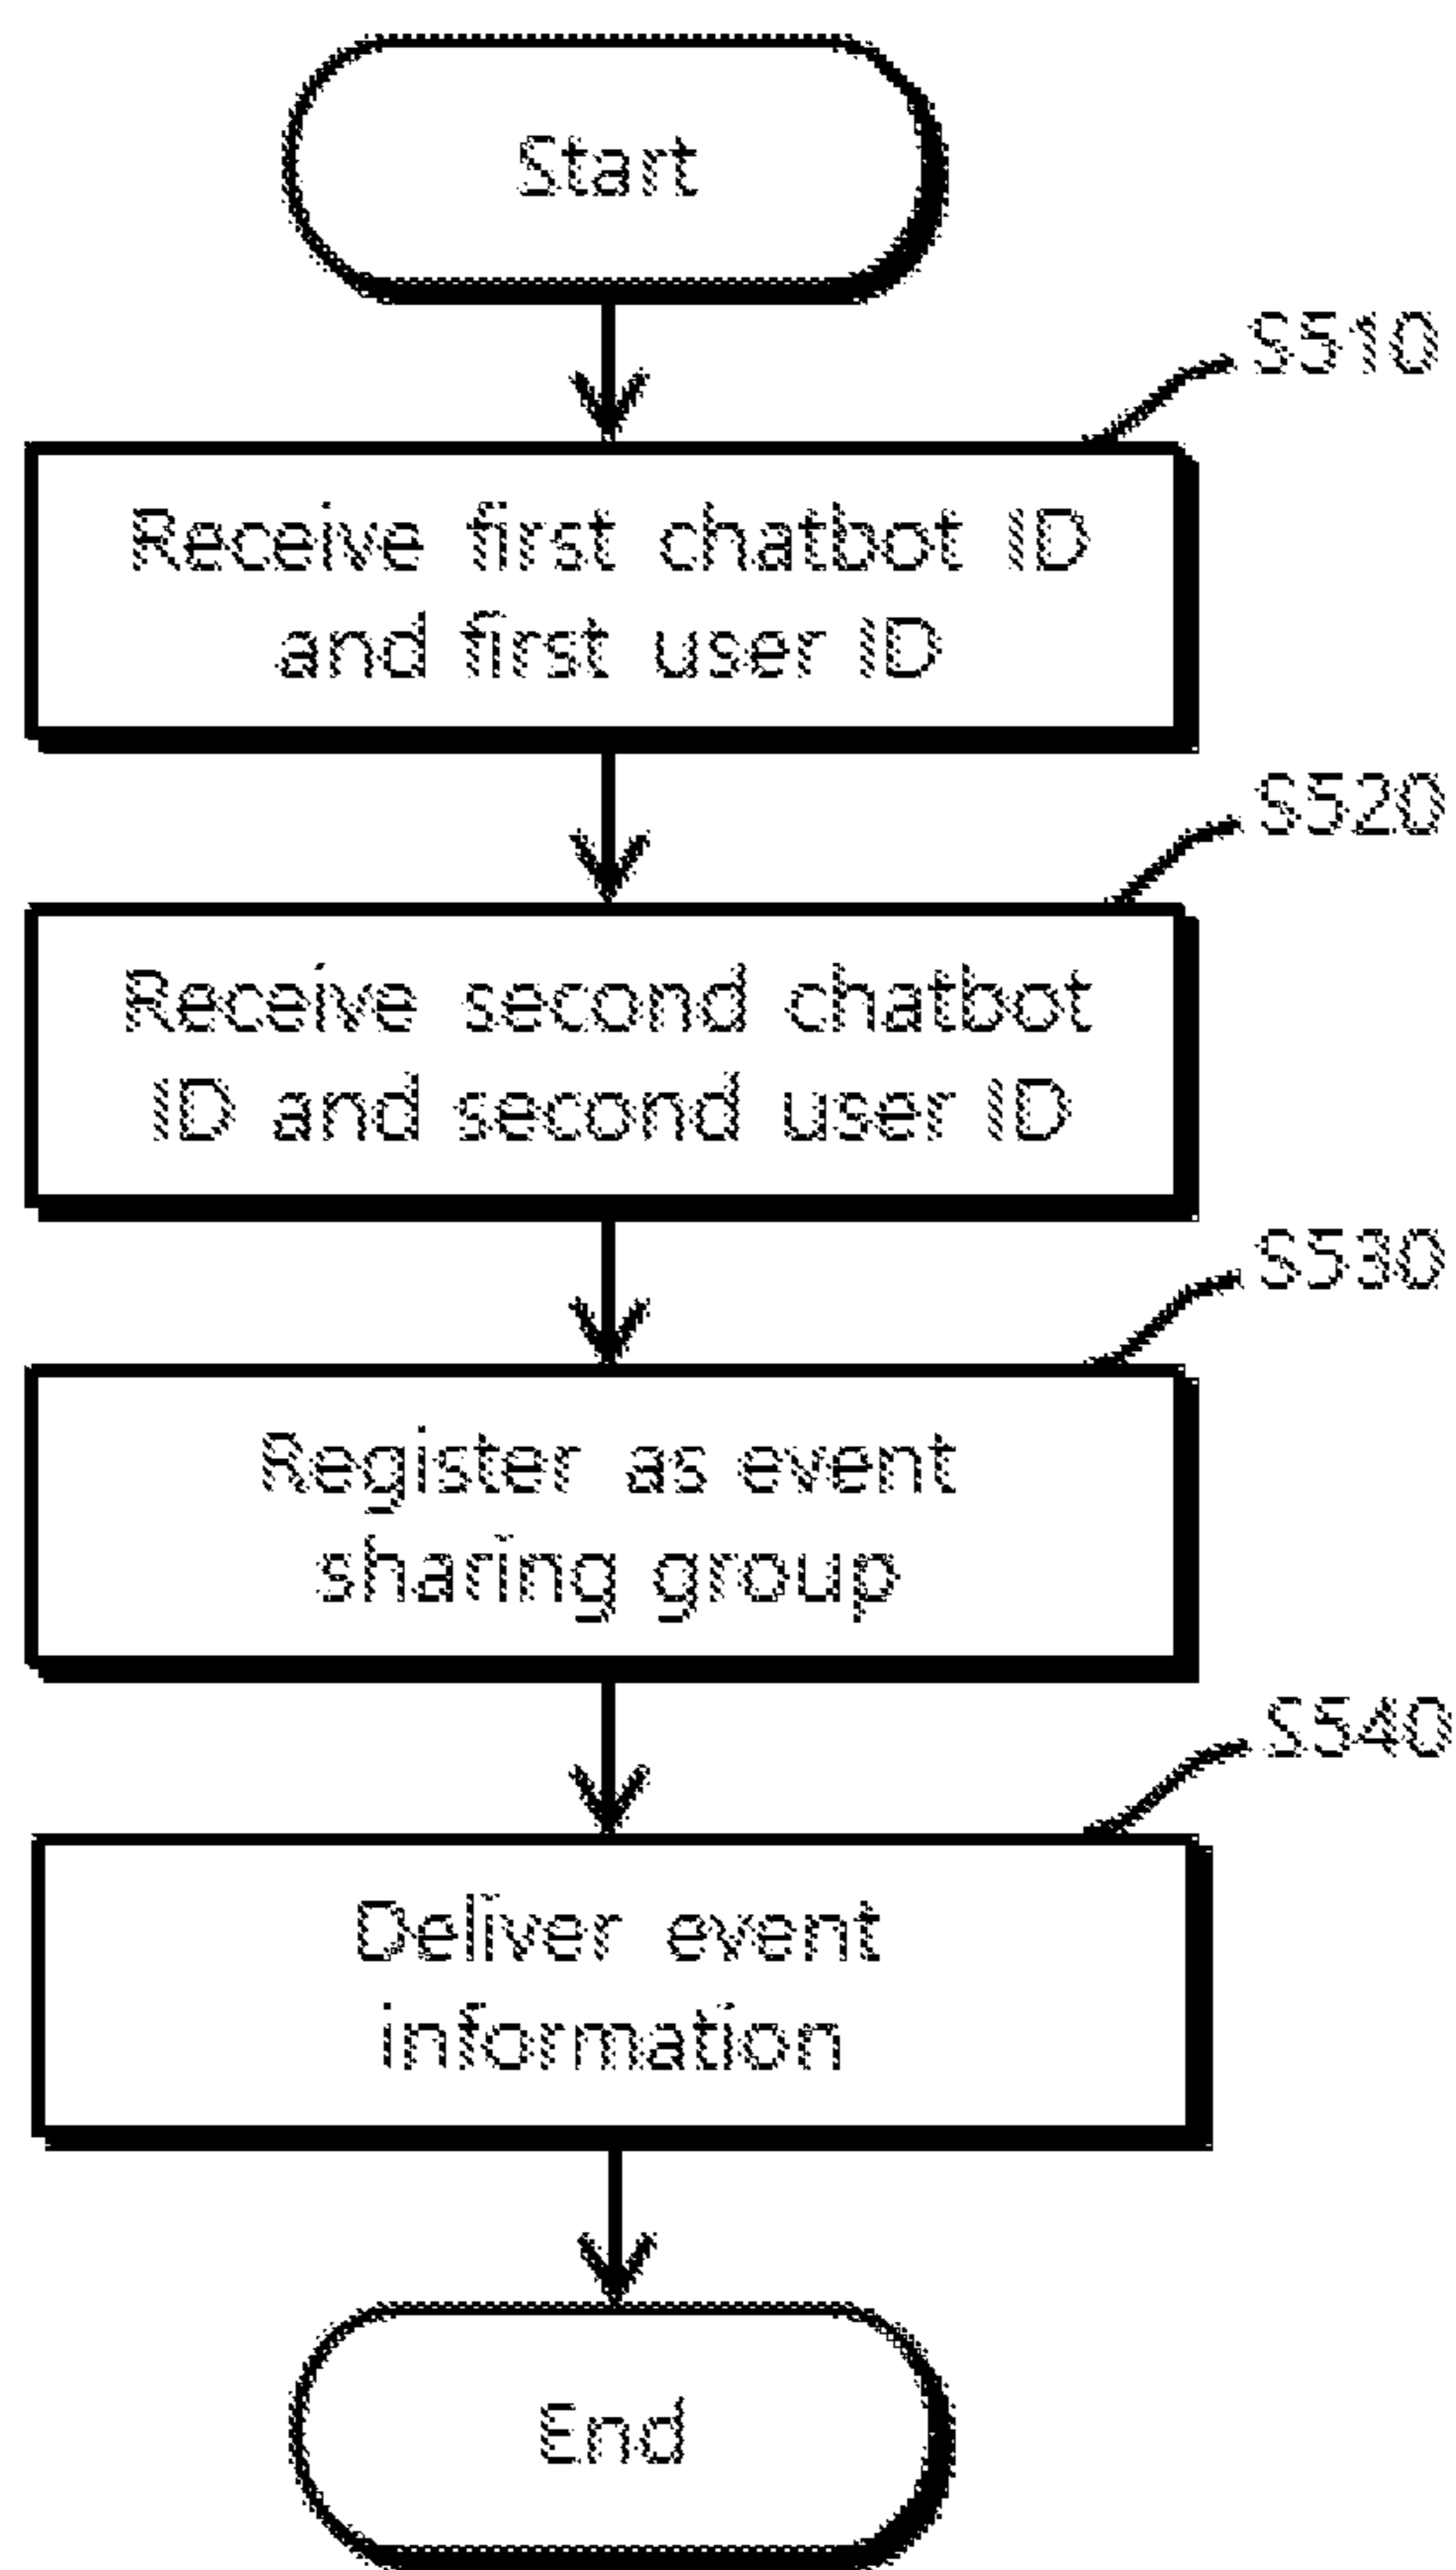 Start
S510
Receive first chatbot ID
and first user ID
S520
Receive second chatbot
ID and second user ID
S530
Register as event
sharing group
S540
Deliver event
information
End